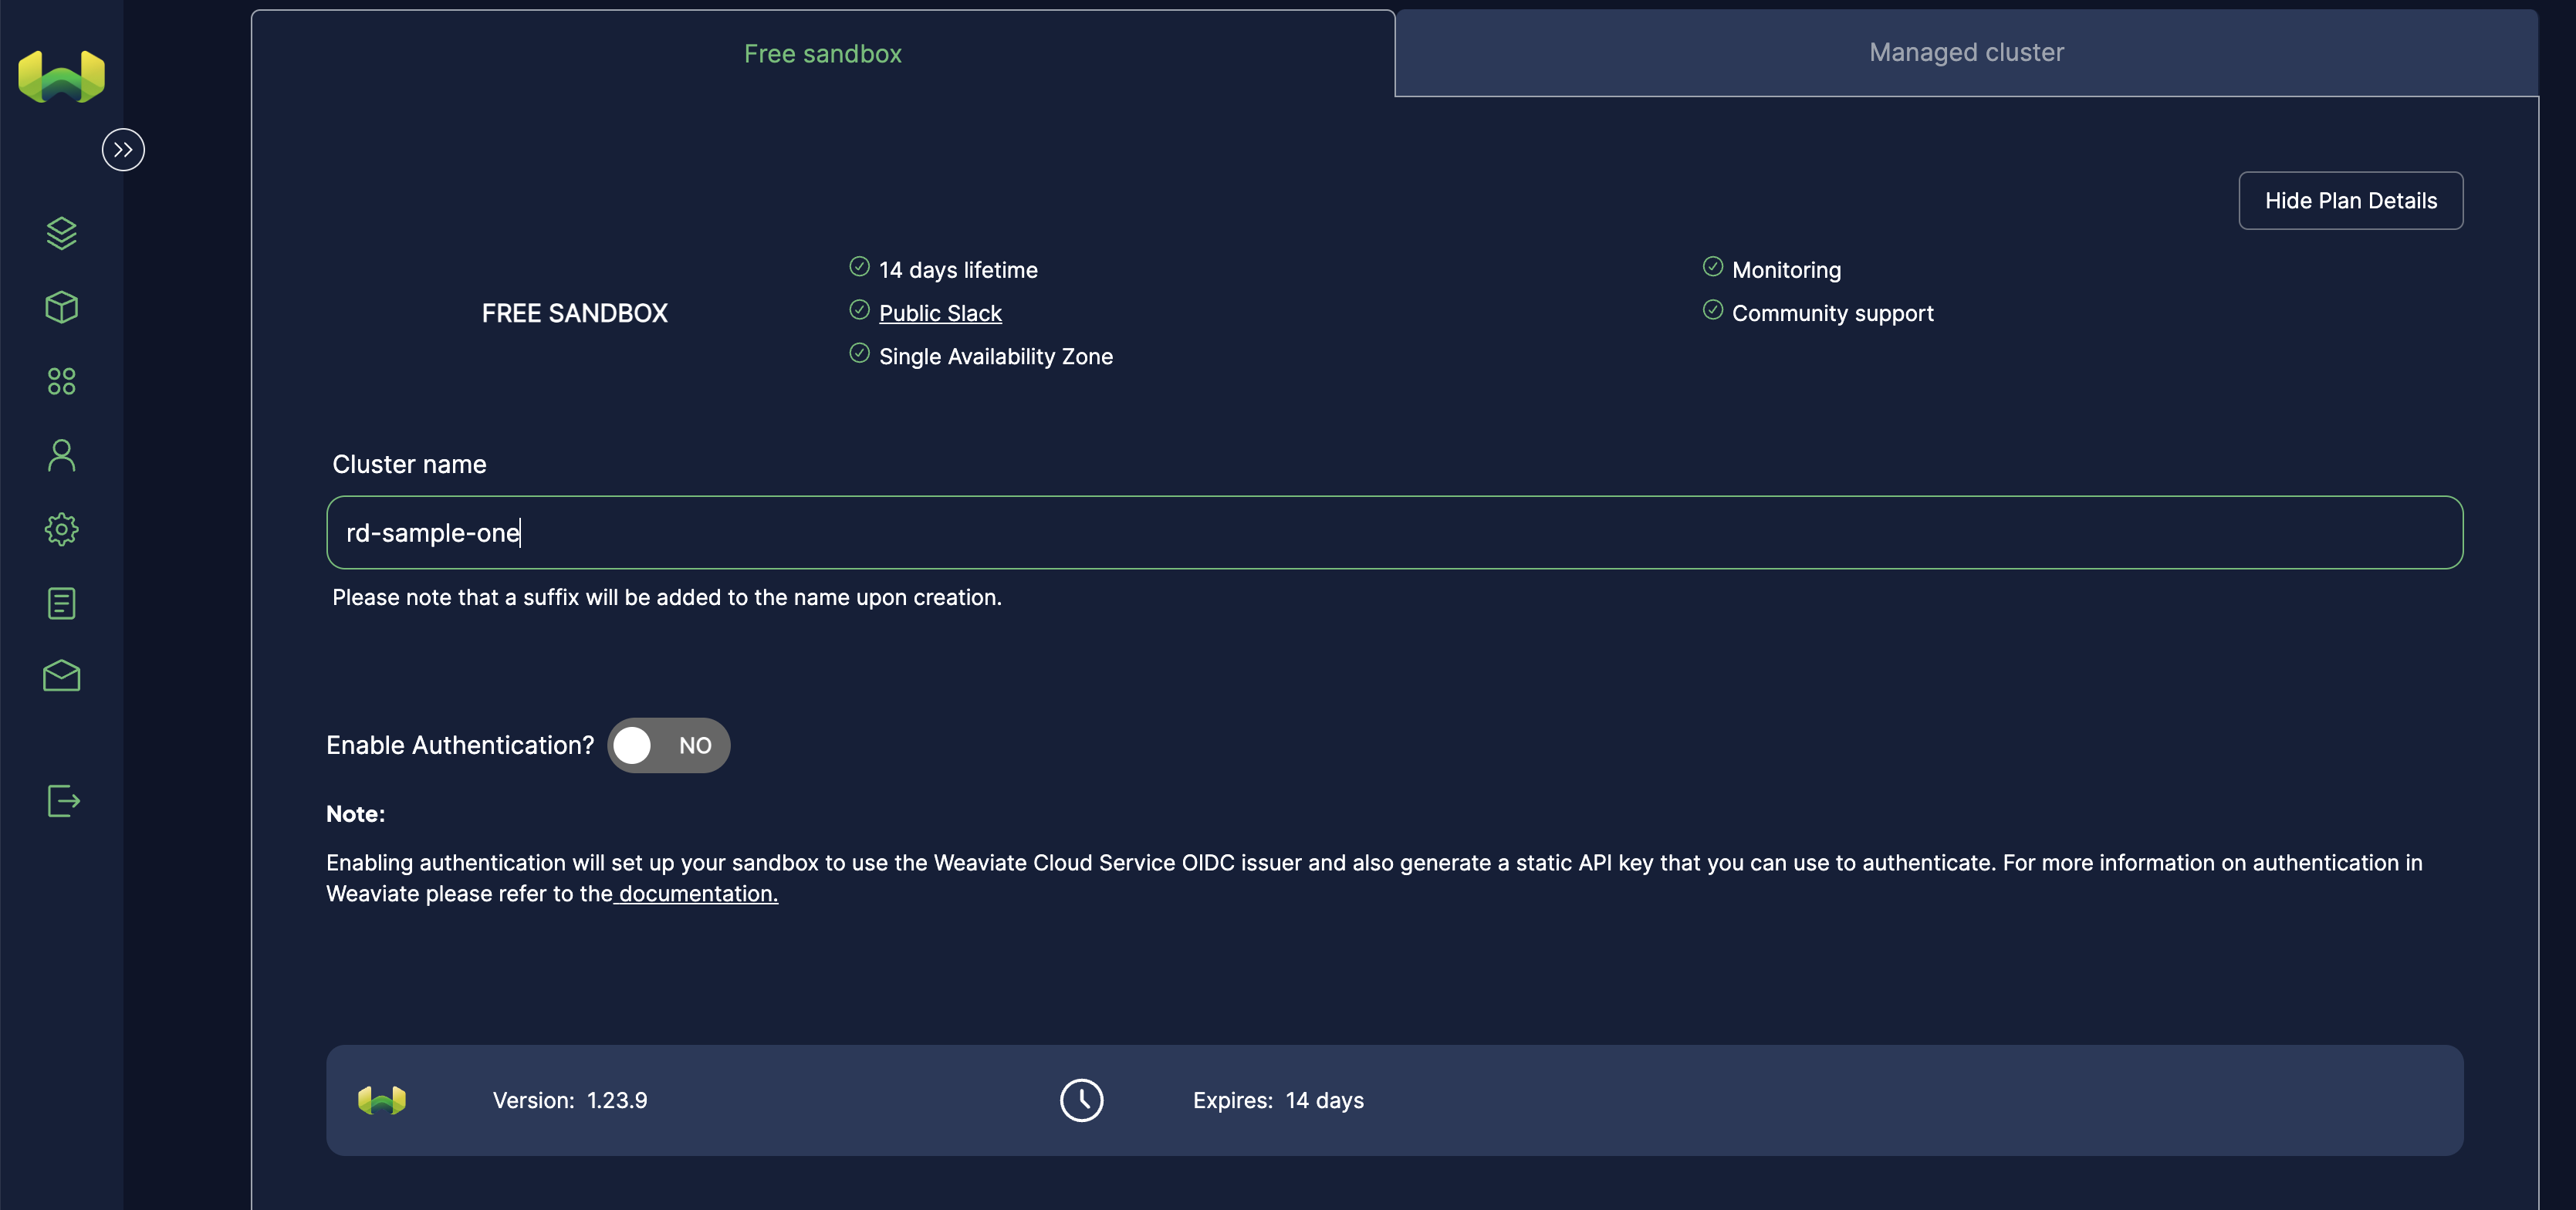 Free sandbox
Managed cluster
Hide Plan Details
FREE SANDBOX
14 days lifetime
Public Slack
Single Availability Zone
Monitoring
Community support
Cluster name
rd-sample-one
Please note that a suffix will be added to the name upon creation.
Enable Authentication? NO
Note:
Enabling authentication will set up your sandbox to use the Weaviate Cloud Service OIDC issuer and also generate a static API key that you can use to authenticate. For more information on authentication in
Weaviate please refer to the documentation.
Version: 1.23.9
Expires: 14 days